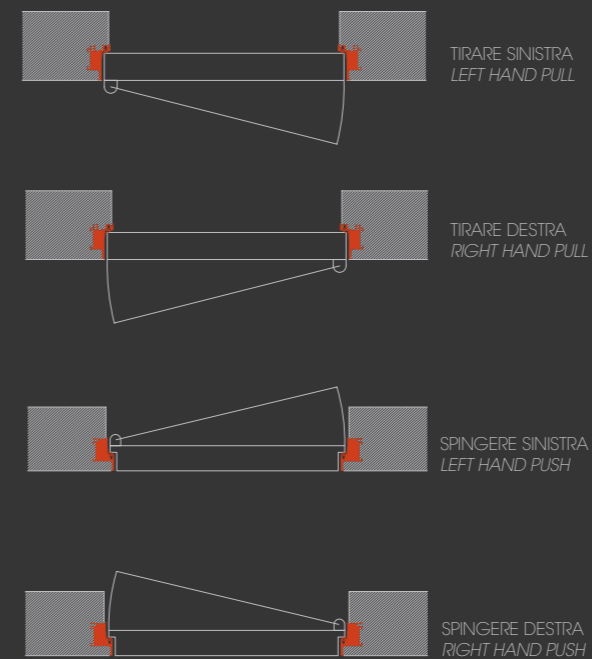 TIRARE SINISTRA
LEFT HAND PULL
TIRARE DESTRA
RIGHT HAND PULL
SPINGERE SINISTRA
LEFT HAND PUSH
SPINGERE DESTRA
RIGHT HAND PUSH